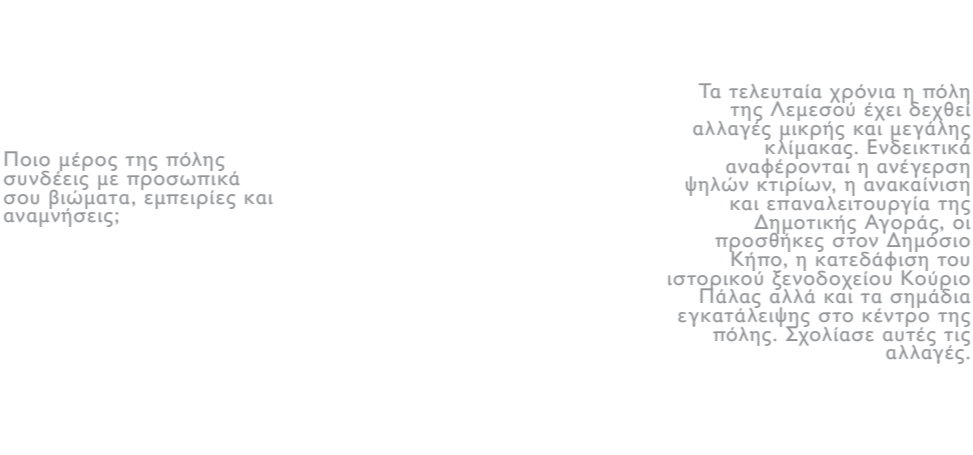 Ποιο μέρος της πόλης
συνδέεις με προσωπικά
σου βιώματα, εμπειρίες και
αναμνήσεις;
Τα τελευταία χρόνια η πόλη
της Λεμεσού έχει δεχθεί
αλλαγές μικρής και μεγάλης
κλίμακας. Ενδεικτικά
αναφέρονται η ανέγερση
ψηλών κτιρίων, η ανακαίνιση
και επαναλειτουργία της
Δημοτικής Αγοράς, οι
προσθήκες στον Δημόσιο
Κήπο, η κατεδάφιση του
ιστορικού ξενοδοχείου Κούριο
Πάλας αλλά και τα σημάδια
εγκατάλειψης στο κέντρο της
πόλης. Σχολίασε αυτές τις
αλλαγές.